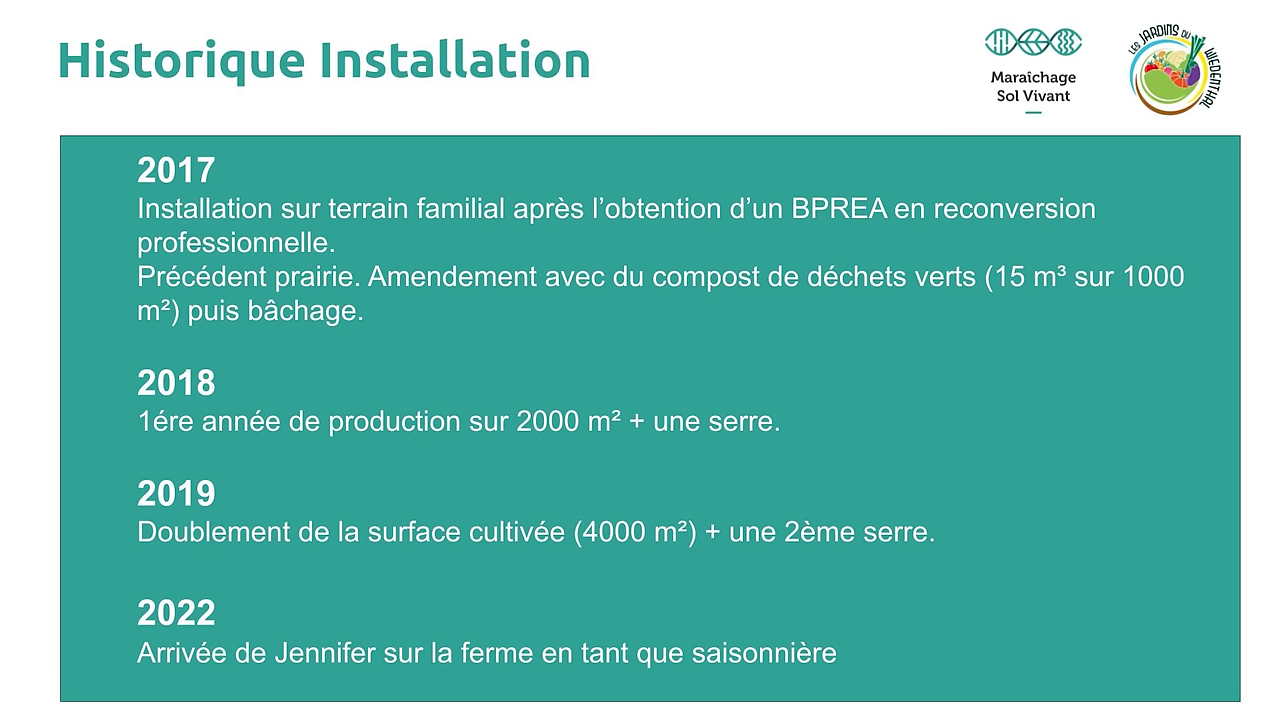 Historique Installation
Maraîchage
Sol Vivant
LES JARDINS DU WIEDENTHAL
2017
Installation sur terrain familial après l’obtention d’un BPREA en reconversion
professionnelle.
Précédent prairie. Amendement avec du compost de déchets verts (15 m³ sur 1000
m²) puis bâchage.
2018
1ére année de production sur 2000 m² + une serre.
2019
Doublement de la surface cultivée (4000 m²) + une 2ème serre.
2022
Arrivée de Jennifer sur la ferme en tant que saisonnière